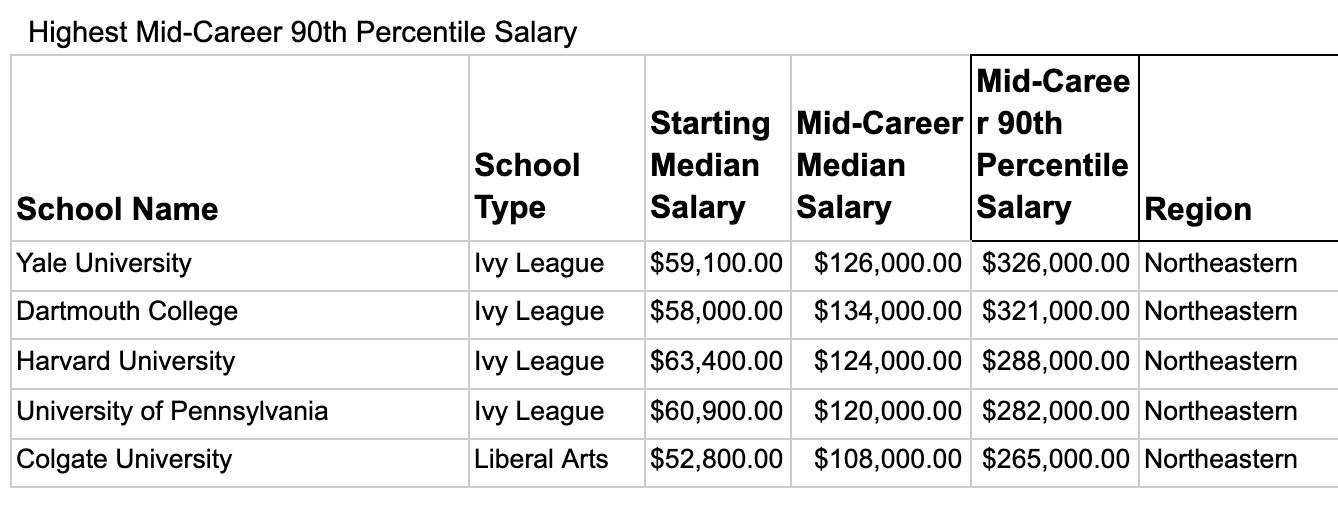 Highest Mid-Career 90th Percentile Salary
School Name School Type Starting Median Salary Mid-Career Median Salary Mid-Career 90th Percentile Salary Region
Yale University Ivy League $59,100.00 $126,000.00 $326,000.00 Northeastern
Dartmouth College Ivy League $58,000.00 $134,000.00 $321,000.00 Northeastern
Harvard University Ivy League $63,400.00 $124,000.00 $288,000.00 Northeastern
University of Pennsylvania Ivy League $60,900.00 $120,000.00 $282,000.00 Northeastern
Colgate University Liberal Arts $52,800.00 $108,000.00 $265,000.00 Northeastern